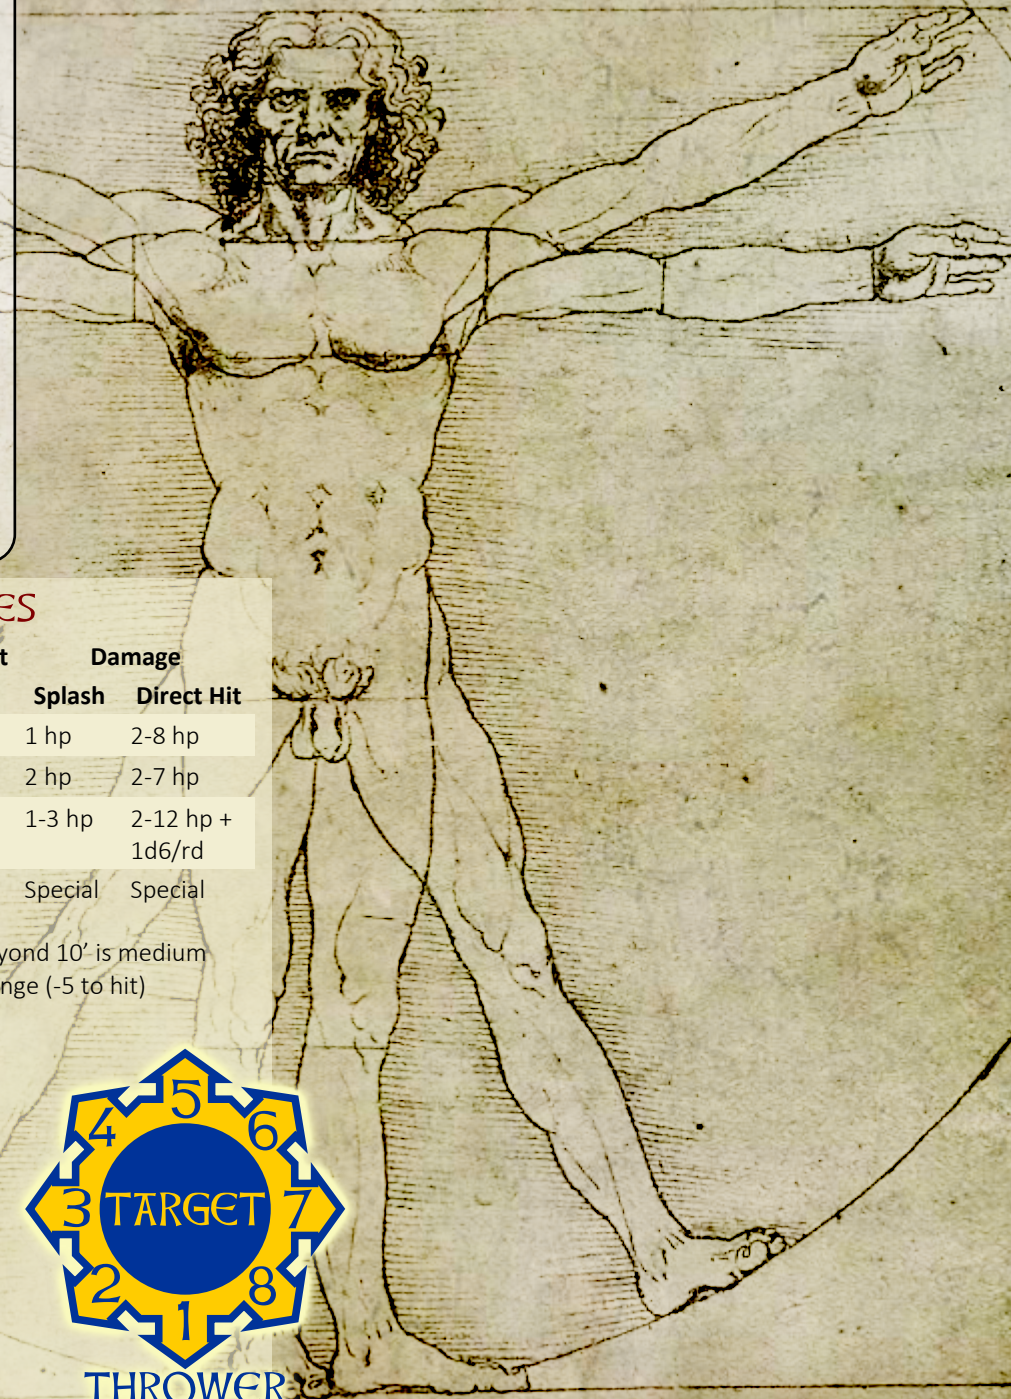 ES
t Damage
Splash Direct Hit
1 hp 2-8 hp
2 hp 2-7 hp
1-3 hp 2-12 hp +
1d6/rd
Special Special
yond 10’ is medium
nge (-5 to hit)
5
4 6
3 TARGET 7
2 8
1
THROWER